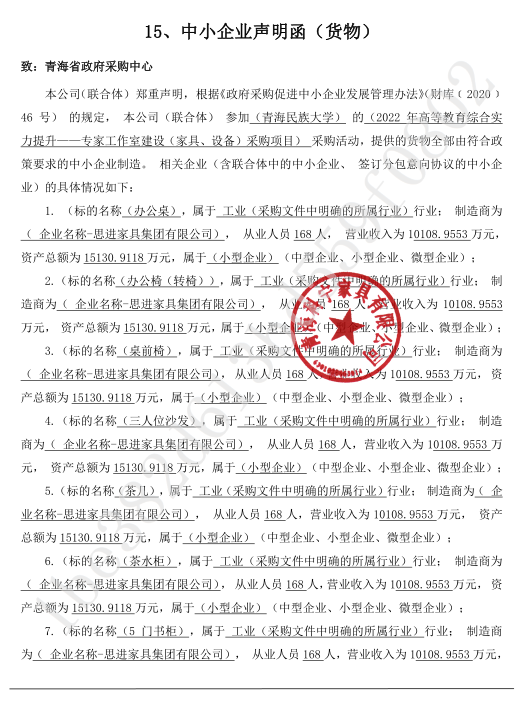 15、中小企业声明函（货物）
致：青海省政府采购中心
本公司（联合体）郑重声明，根据《政府采购促进中小企业发展管理办法》（财库﹝2020﹞
46 号） 的规定， 本公司（联合体） 参加（青海民族大学） 的（2022 年高等教育综合实
力提升——专家工作室建设（家具、设备）采购项目） 采购活动，提供的货物全部由符合政
策要求的中小企业制造。 相关企业（含联合体中的中小企业、 签订分包意向协议的中小企
业）的具体情况如下：
1. （标的名称（办公桌），属于 工业（采购文件中明确的所属行业）行业； 制造商为
（ 企业名称-思进家具集团有限公司）， 从业人员 168 人， 营业收入为 10108.9553 万元，
资产总额为 15130.9118 万元，属于（小型企业）（中型企业、小型企业、微型企业）；
2.（标的名称（办公椅（转椅）），属于 工业（采购文件中明确的所属行业）行业； 制
造商为（ 企业名称-思进家具集团有限公司）， 从业人员 168 人，营业收入为 10108.9553
万元， 资产总额为 15130.9118 万元，属于（小型企业）（中型企业、小型企业、微型企业）；
3. （标的名称（桌前椅），属于 工业（采购文件中明确的所属行业）行业； 制造商为
（ 企业名称-思进家具集团有限公司）， 从业人员 168 人，营业收入为 10108.9553 万元， 资
产总额为 15130.9118 万元，属于（小型企业）（中型企业、小型企业、微型企业）；
4. （标的名称（三人位沙发），属于 工业（采购文件中明确的所属行业）行业； 制造
商为（ 企业名称-思进家具集团有限公司）， 从业人员 168 人，营业收入为 10108.9553 万
元， 资产总额为 15130.9118 万元，属于（小型企业）（中型企业、小型企业、微型企业）；
5.（标的名称（茶几），属于 工业（采购文件中明确的所属行业）行业； 制造商为（ 企
业名称-思进家具集团有限公司）， 从业人员 168 人，营业收入为 10108.9553 万元， 资产
总额为 15130.9118 万元，属于（小型企业）（中型企业、小型企业、微型企业）；
6. （标的名称（茶水柜），属于 工业（采购文件中明确的所属行业）行业； 制造商为
（ 企业名称-思进家具集团有限公司）， 从业人员 168 人，营业收入为 10108.9553 万元， 资
产总额为 15130.9118 万元，属于（小型企业）（中型企业、小型企业、微型企业）；
7. （标的名称（5 门书柜），属于 工业（采购文件中明确的所属行业）行业； 制造商
为（ 企业名称-思进家具集团有限公司）， 从业人员 168 人，营业收入为 10108.9553 万元，